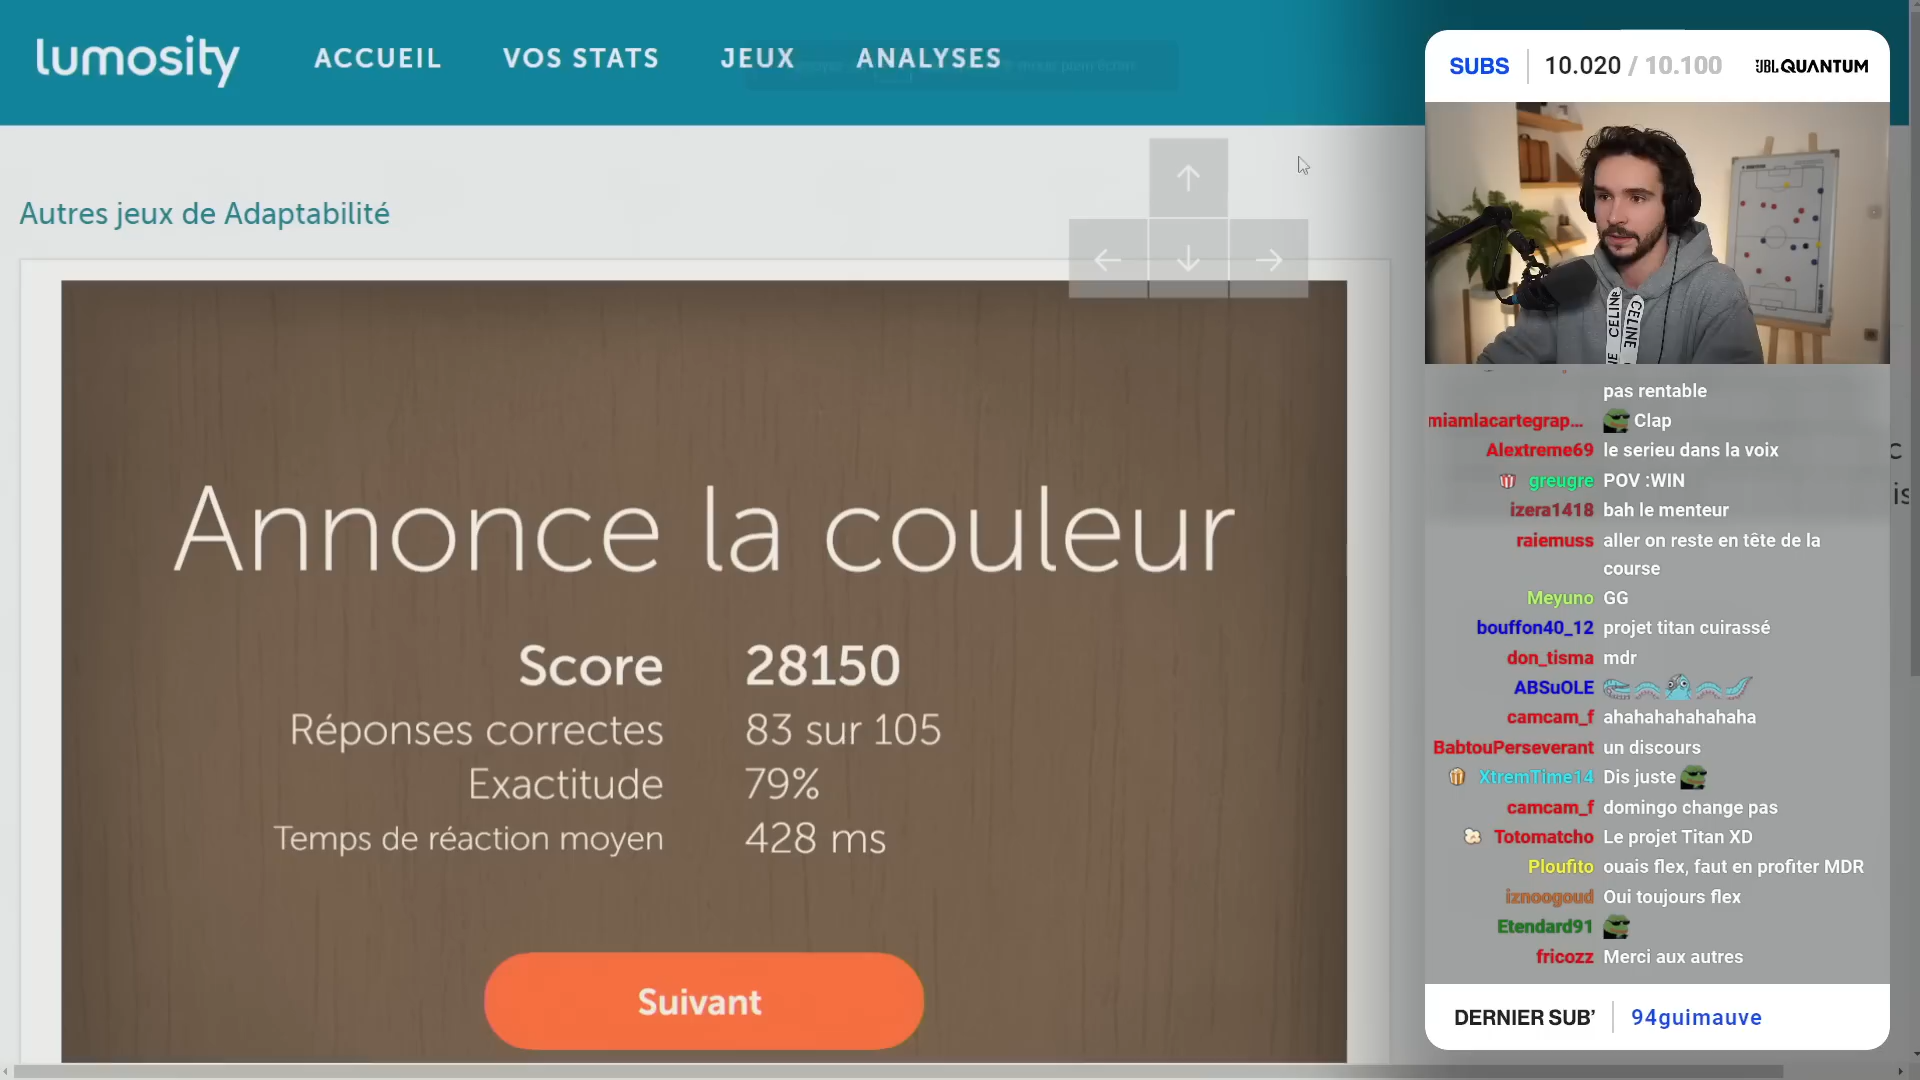 lumosity
ACCUEIL
VOS STATS
JEUX
ANALYSES
Autres jeux de Adaptabilité
Annonce la couleur
Score 28150
Réponses correctes 83 sur 105
Exactitude 79%
Temps de réaction moyen 428 ms
Suivant
SUBS 10.020 / 10.100 JBL QUANTUM
CELINE
CELINE
pas rentable
miamlacartegrap... Clap
Alextreme69 le serieu dans la voix
greugre POV :WIN
izera1418 bah le menteur
raiemuss aller on reste en tête de la
course
Meyuno GG
bouffon40_12 projet titan cuirassé
don_tisma mdr
ABSuOLE
camcam_f ahahahahahaha
BabtouPerseverant un discours
XtremTime14 Dis juste
camcam_f domingo change pas
Totomatcho Le projet Titan XD
Ploufito ouais flex, faut en profiter MDR
iznoogoud Oui toujours flex
Etendard91
fricozz Merci aux autres
DERNIER SUB' 94guimauve